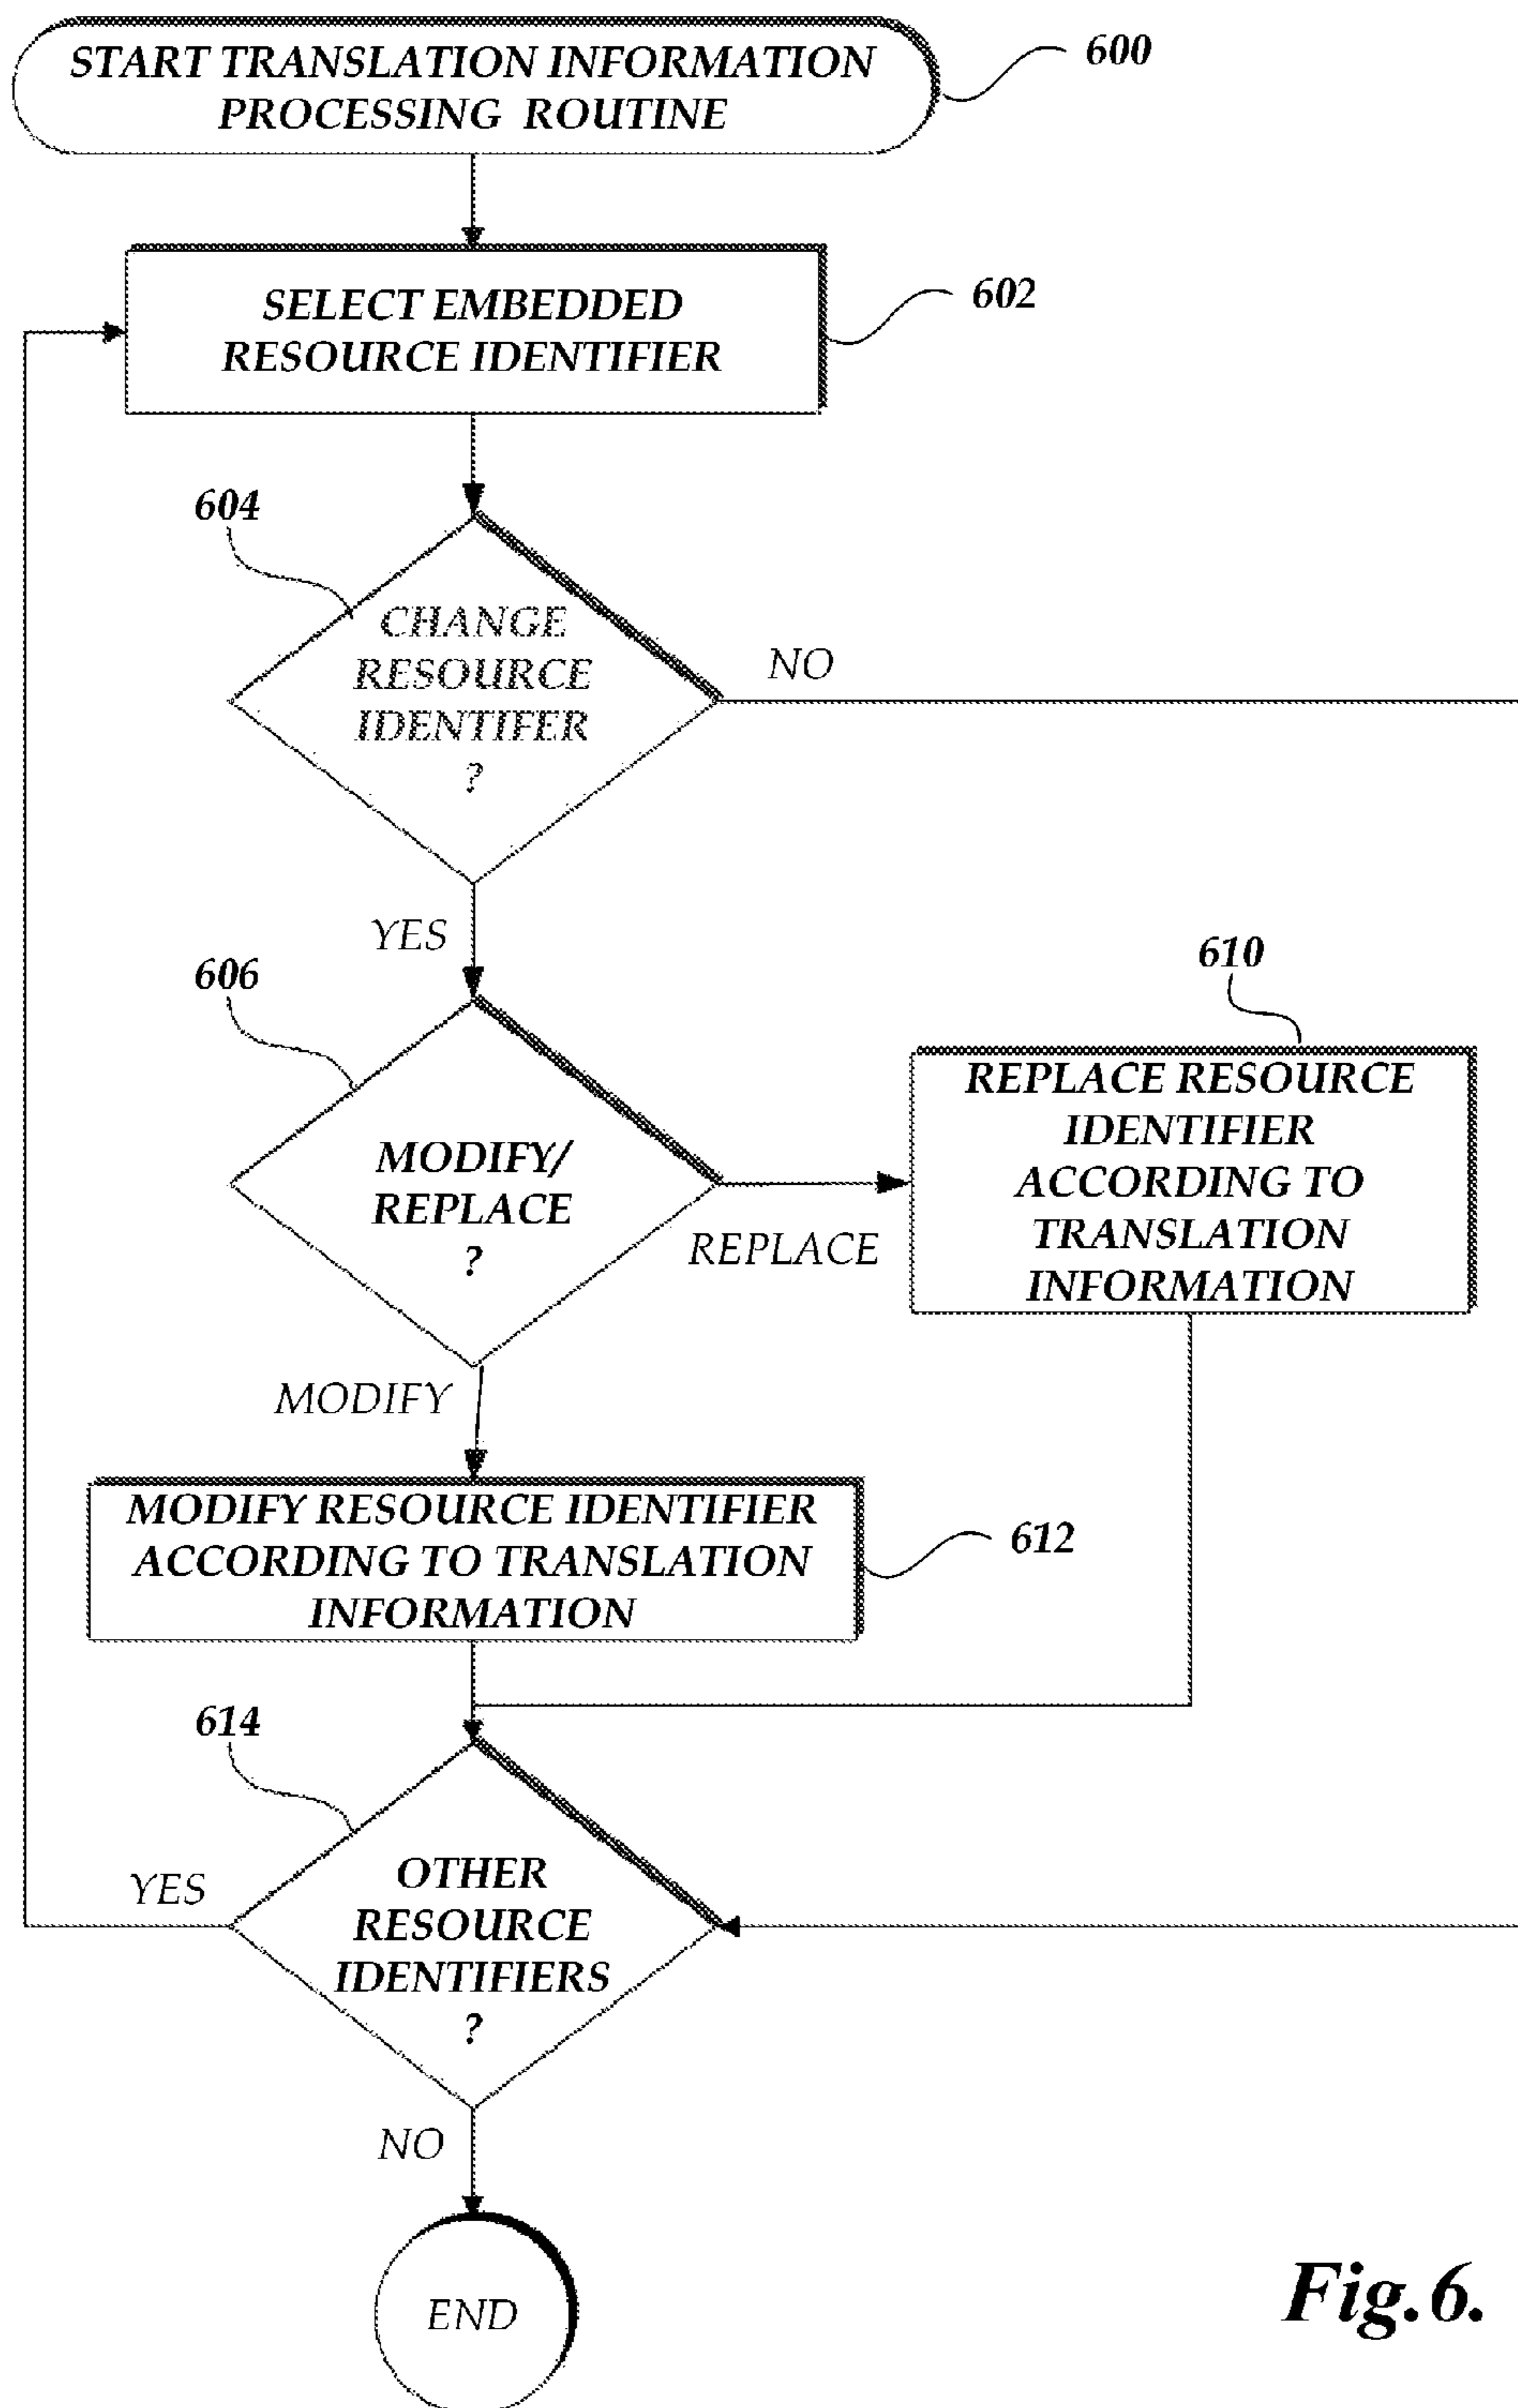 START TRANSLATION INFORMATION
PROCESSING ROUTINE
600
SELECT EMBEDDED
RESOURCE IDENTIFIER
602
604
CHANGE
RESOURCE
IDENTIFER
?
NO
YES
606
MODIFY/
REPLACE
?
REPLACE
610
REPLACE RESOURCE
IDENTIFIER
ACCORDING TO
TRANSLATION
INFORMATION
MODIFY
MODIFY RESOURCE IDENTIFIER
ACCORDING TO TRANSLATION
INFORMATION
612
614
OTHER
RESOURCE
IDENTIFIERS
?
YES
NO
END
Fig.6.